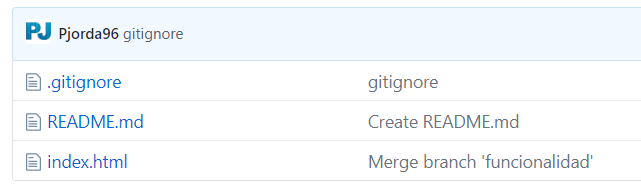 PJ Pjorda96 gitignore
.gitignore gitignore
README.md Create README.md
index.html Merge branch 'funcionalidad'